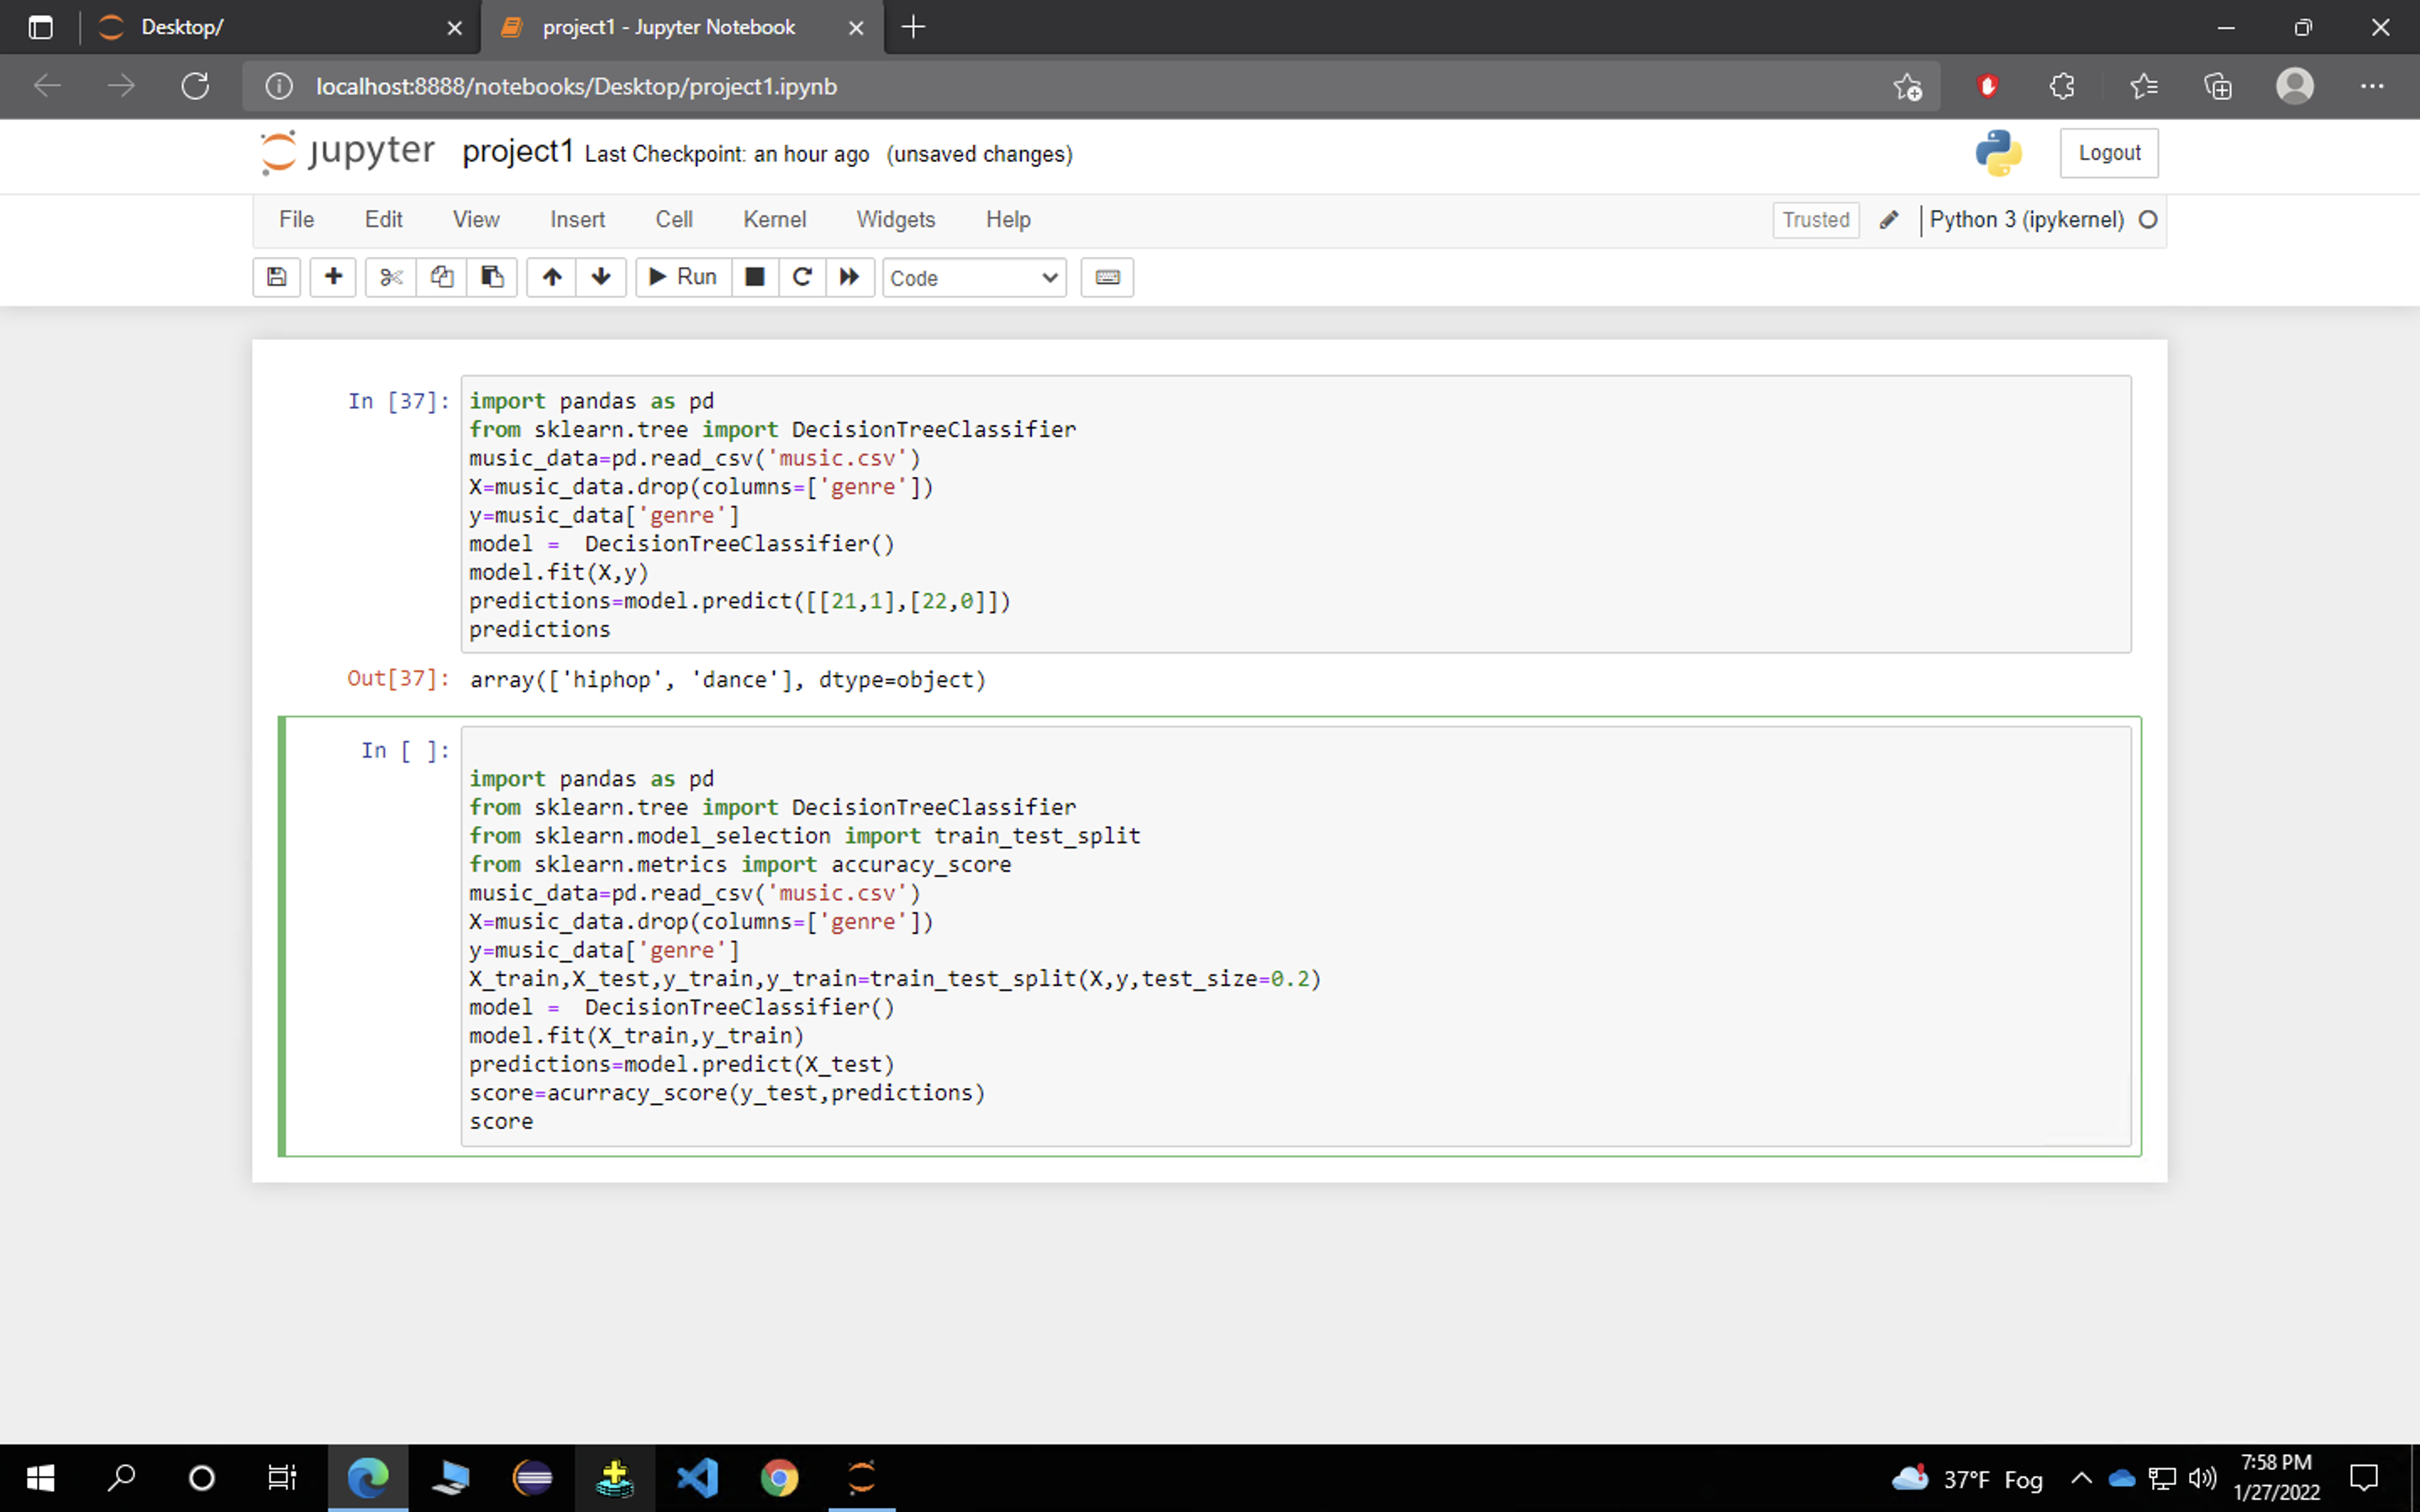 Desktop/
project1 - Jupyter Notebook
localhost:8888/notebooks/Desktop/project1.ipynb
jupyter project1 Last Checkpoint: an hour ago (unsaved changes)
Logout
File Edit View Insert Cell Kernel Widgets Help
Trusted
Python 3 (ipykernel)
Run
Code
In [37]:
import pandas as pd
from sklearn.tree import DecisionTreeClassifier
music_data=pd.read_csv('music.csv')
X=music_data.drop(columns=['genre'])
y=music_data['genre']
model =  DecisionTreeClassifier()
model.fit(X,y)
predictions=model.predict([[21,1],[22,0]])
predictions
Out[37]: array(['hiphop', 'dance'], dtype=object)
In [ ]:
import pandas as pd
from sklearn.tree import DecisionTreeClassifier
from sklearn.model_selection import train_test_split
from sklearn.metrics import accuracy_score
music_data=pd.read_csv('music.csv')
X=music_data.drop(columns=['genre'])
y=music_data['genre']
X_train,X_test,y_train,y_train=train_test_split(X,y,test_size=0.2)
model =  DecisionTreeClassifier()
model.fit(X_train,y_train)
predictions=model.predict(X_test)
score=acurracy_score(y_test,predictions)
score
37°F Fog
7:58 PM
1/27/2022